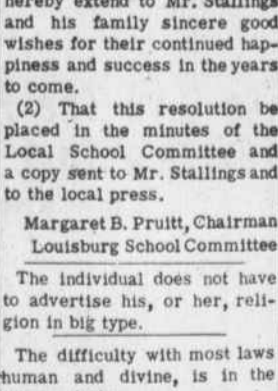 hereby extend to Mr. Stallings
and his family sincere good
wishes for their continued hap-
piness and success in the years
to come.
(2) That this resolution be
placed in the minutes of the
Local School Committee and
a copy sent to Mr. Stallings and
to the local press.
Margaret B. Pruitt, Chairman
Louisburg School Committee
The individual does not have
to advertise his, or her, reli-
gion in big type.
The difficulty with most laws
human and divine, is in the